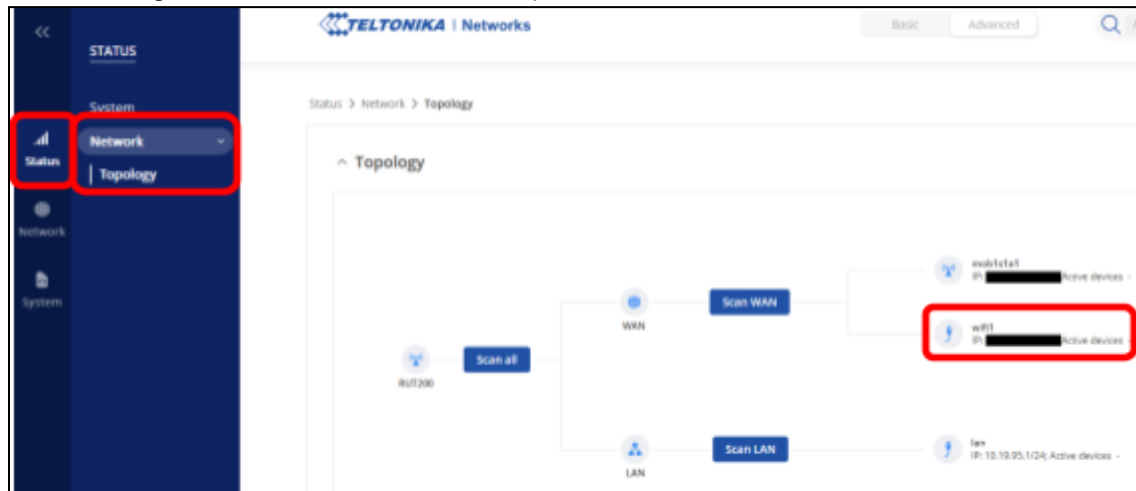 TELTONIKA | Networks
Basic
Advanced
STATUS
System
Status > Network > Topology
Network
Status
Topology
Topology
Network
System
mob1s1a1
IP: Active devices -
Scan WAN
WAN
wifi1
IP: Active devices
Scan all
RUT200
Scan LAN
lan
IP: 10.19.95.1/24; Active devices -
LAN